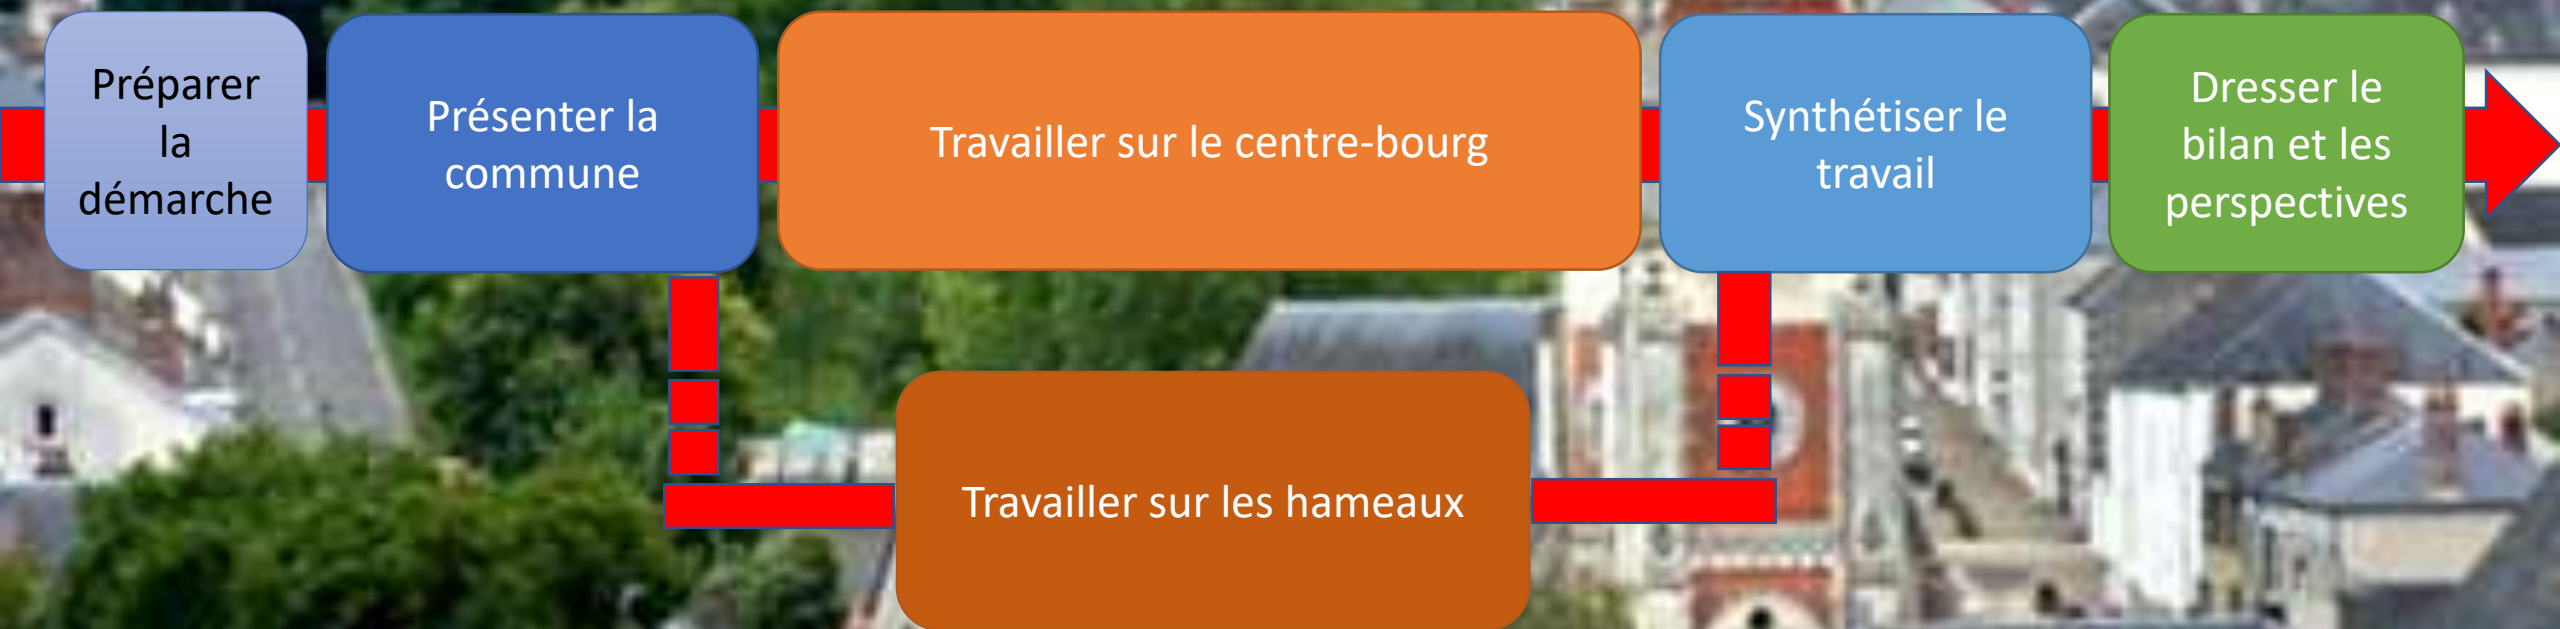 Préparer
la
démarche
Présenter la
commune
Travailler sur le centre-bourg
Synthétiser le
travail
Dresser le
bilan et les
perspectives
Travailler sur les hameaux